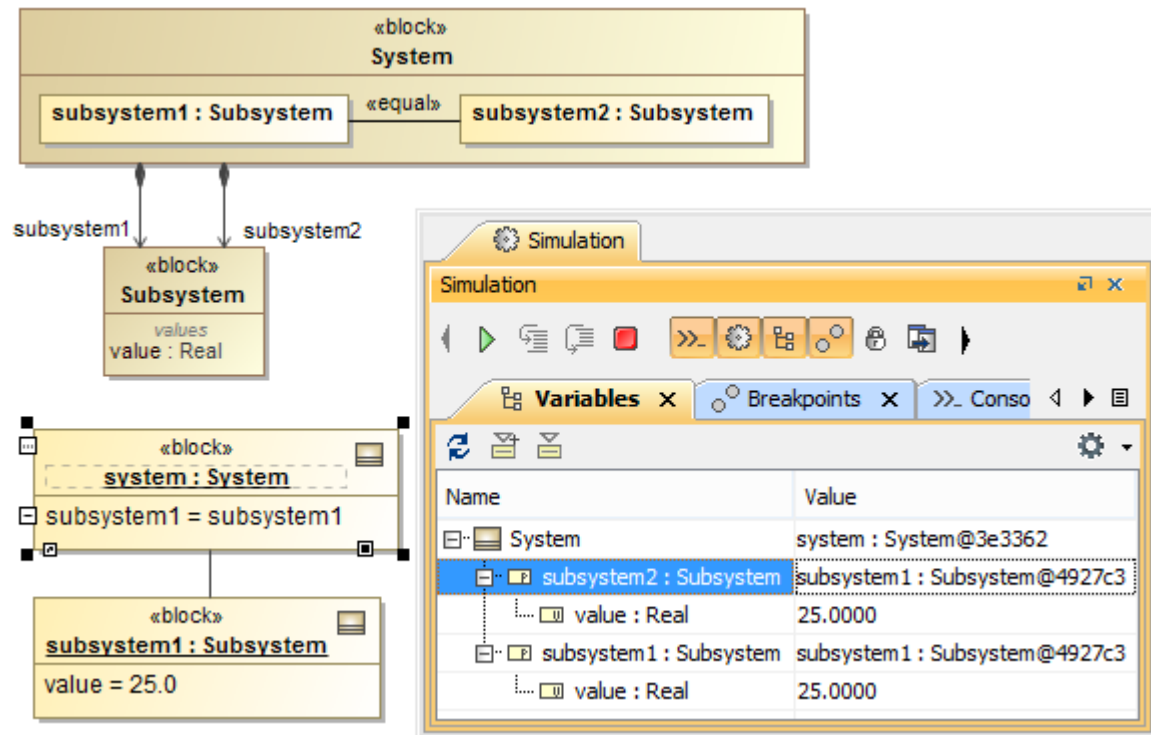 «block»
System
subsystem1 : Subsystem
«equal»
subsystem2 : Subsystem
subsystem1
subsystem2
«block»
Subsystem
values
value : Real
«block»
system : System
subsystem1 = subsystem1
«block»
subsystem1 : Subsystem
value = 25.0
Simulation
Simulation
Variables
Breakpoints
Conso
Name Value
System system : System@3e3362
subsystem2 : Subsystem subsystem1 : Subsystem@4927c3
value : Real 25.0000
subsystem1 : Subsystem subsystem1 : Subsystem@4927c3
value : Real 25.0000